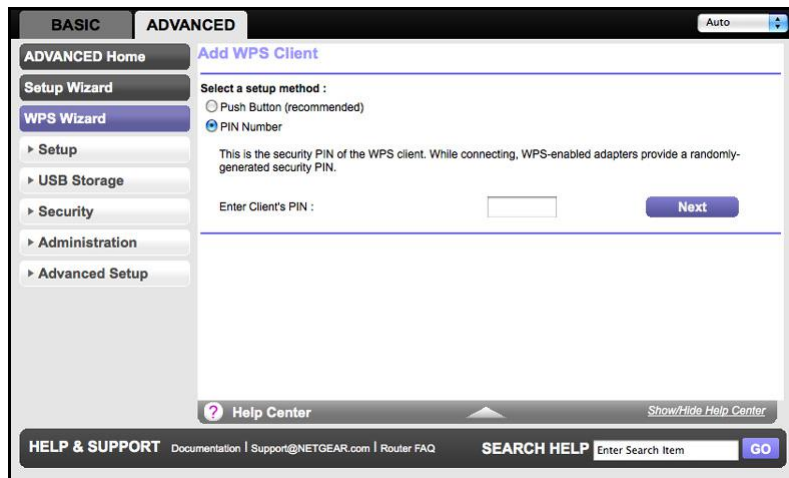 BASIC ADVANCED Auto
ADVANCED Home
Setup Wizard
WPS Wizard
Setup
USB Storage
Security
Administration
Advanced Setup
Add WPS Client
Select a setup method :
Push Button (recommended)
PIN Number
This is the security PIN of the WPS client. While connecting, WPS-enabled adapters provide a randomly-
generated security PIN.
Enter Client's PIN : Next
? Help Center Show/Hide Help Center
HELP & SUPPORT Documentation | Support@NETGEAR.com | Router FAQ SEARCH HELP Enter Search Item GO